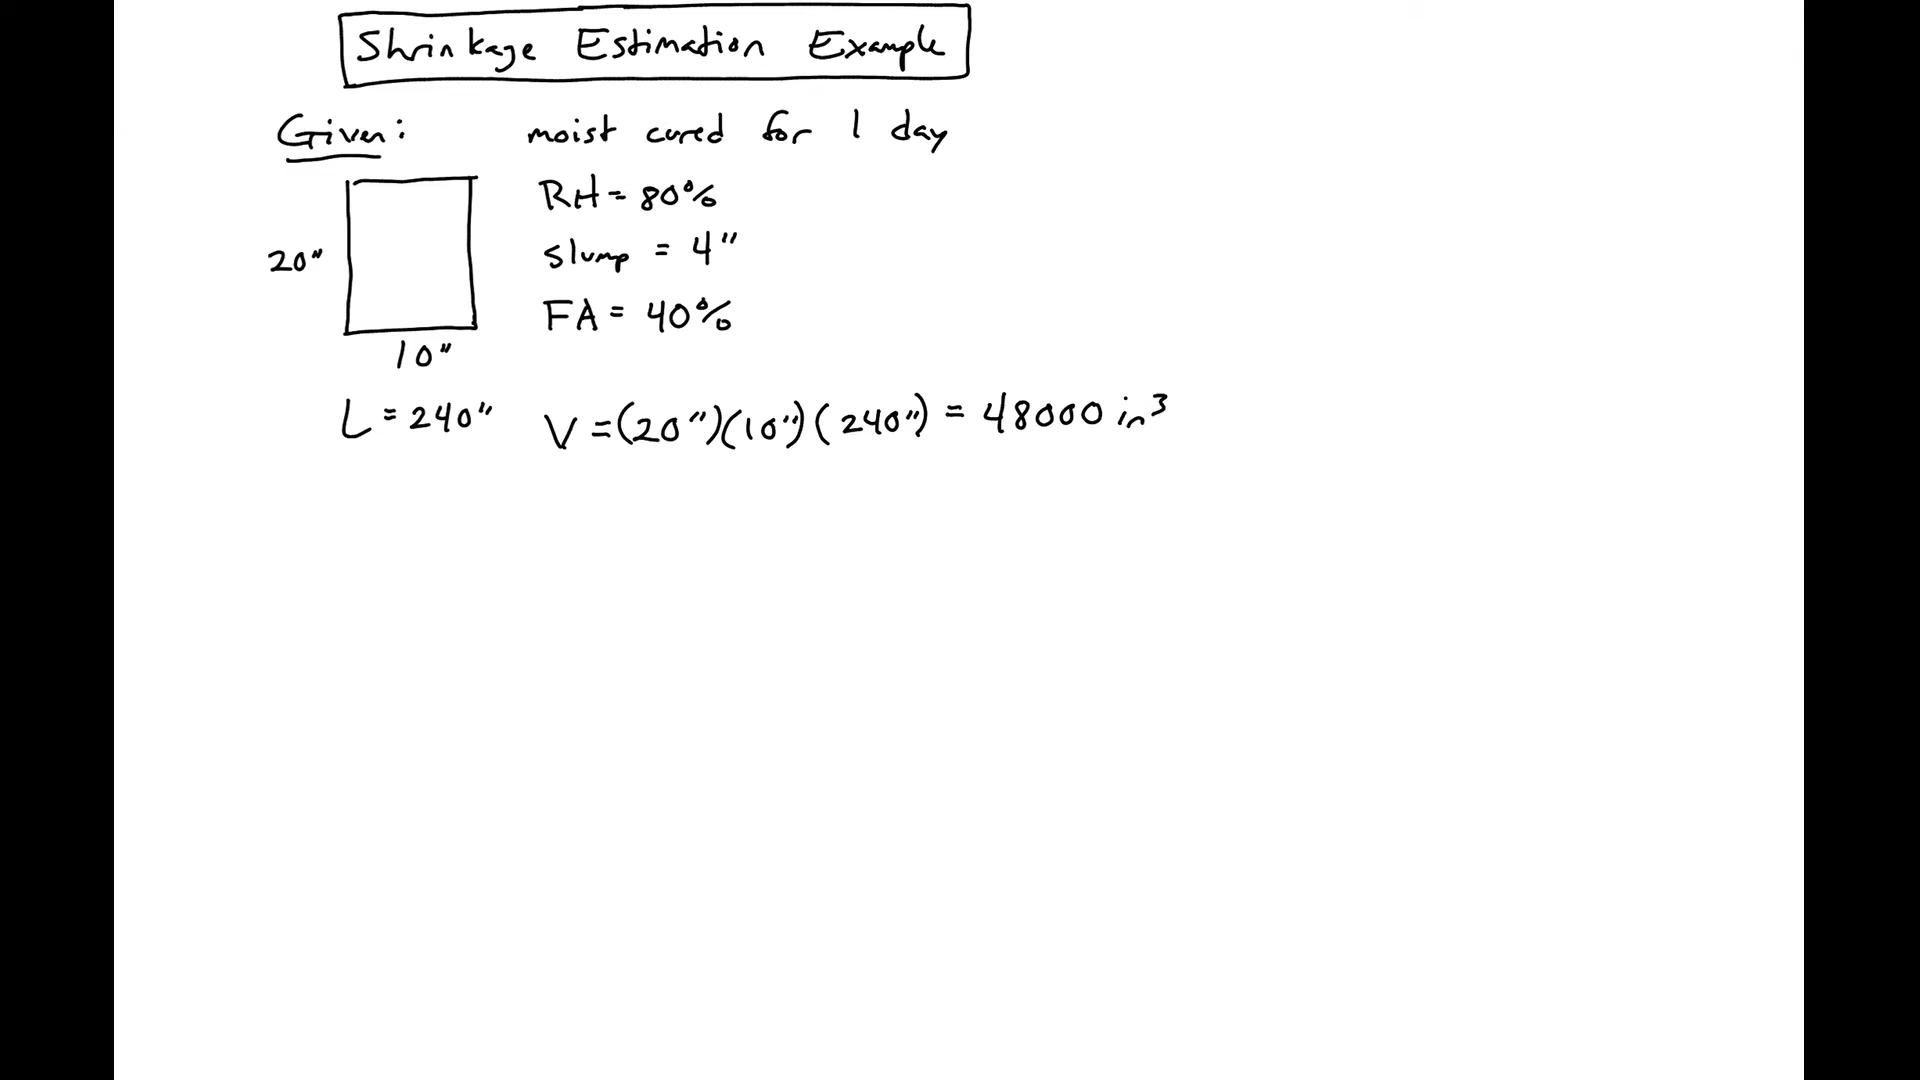 Shrinkage Estimation Example
Given: moist cured for 1 day
RH = 80%
20" slump = 4"
FA = 40%
10"
L = 240" V = (20")(10")(240") = 48000 in³